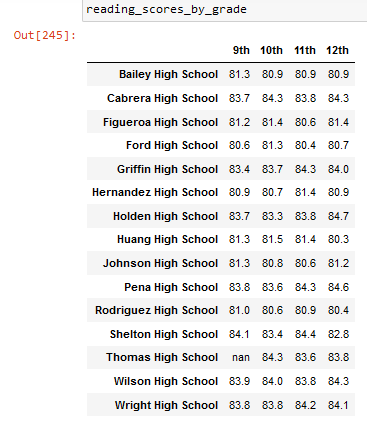 reading_scores_by_grade
Out[245]:
9th 10th 11th 12th
Bailey High School 81.3 80.9 80.9 80.9
Cabrera High School 83.7 84.3 83.8 84.3
Figueroa High School 81.2 81.4 80.6 81.4
Ford High School 80.6 81.3 80.4 80.7
Griffin High School 83.4 83.7 84.3 84.0
Hernandez High School 80.9 80.7 81.4 80.9
Holden High School 83.7 83.3 83.8 84.7
Huang High School 81.3 81.5 81.4 80.3
Johnson High School 81.3 80.8 80.6 81.2
Pena High School 83.8 83.6 84.3 84.6
Rodriguez High School 81.0 80.6 80.9 80.4
Shelton High School 84.1 83.4 84.4 82.8
Thomas High School nan 84.3 83.6 83.8
Wilson High School 83.9 84.0 83.8 84.3
Wright High School 83.8 83.8 84.2 84.1